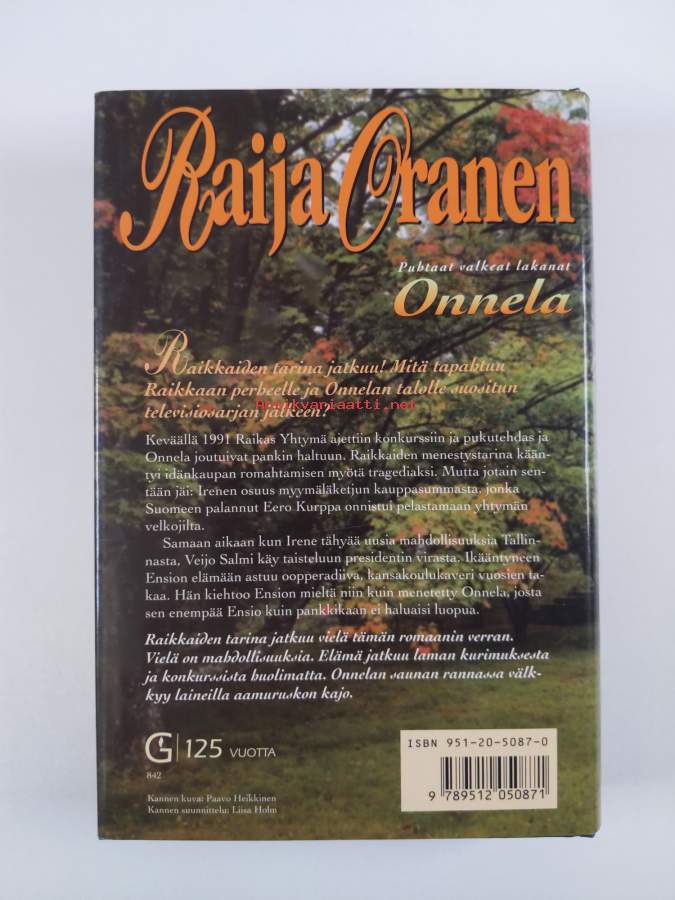 Raija Oranen
Puhtaat valkeat lakanat
Onnela
Raikkaiden tarina jatkuu! Mitä tapahtuu
Raikkaan perheelle ja Onnelan talolle suositun
televisiosarjan jälkeen?
Antikvariaatti.net
Keväällä 1991 Raikas Yhtymä ajettiin konkurssiin ja pukutehdas ja
Onnela joutuivat pankin haltuun. Raikkaiden menestystarina kään-
tyi idänkaupan romahtamisen myötä tragediaksi. Mutta jotain sen-
tään jäi: Irenen osuus myymäläketjun kauppasummasta, jonka
Suomeen palannut Eero Kurppa onnistui pelastamaan yhtymän
velkojilta.
Samaan aikaan kun Irene tähyää uusia mahdollisuuksia Tallin-
nasta, Veijo Salmi käy taisteluun presidentin virasta. Ikääntyneen
Ension elämään astuu oopperadiiva, kansakoulukaveri vuosien ta-
kaa. Hän kiehtoo Ension mieltä niin kuin menetetty Onnela, josta
sen enempää Ensio kuin pankkikaan ei haluaisi luopua.
Raikkaiden tarina jatkuu vielä tämän romaanin verran.
Vielä on mahdollisuuksia. Elämä jatkuu laman kurimuksesta
ja konkurssista huolimatta. Onnelan saunan rannassa välk-
kyy laineilla aamuruskon kajo.
G 125 VUOTTA
842
Kannen kuva: Paavo Heikkinen
Kannen suunnittelu: Liisa Holm
ISBN 951-20-5087-0
9 789512 050871